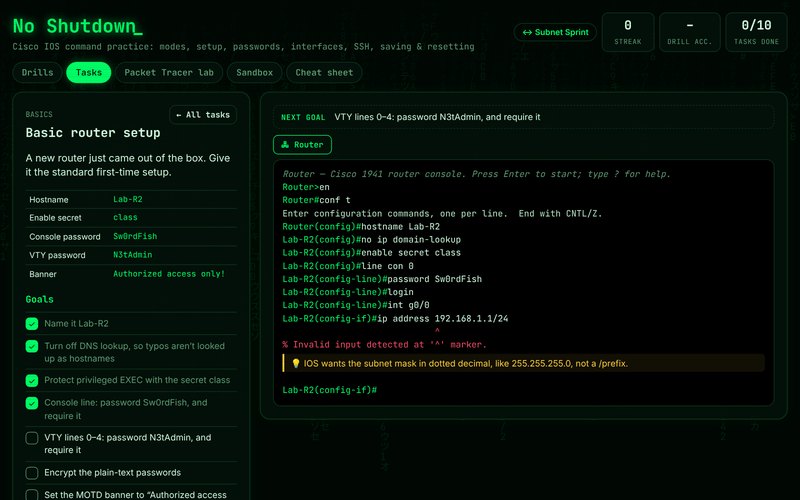 No Shutdown_
Cisco IOS command practice: modes, setup, passwords, interfaces, SSH, saving & resetting
↔ Subnet Sprint
0
STREAK
–
DRILL ACC.
0/10
TASKS DONE
Drills
Tasks
Packet Tracer lab
Sandbox
Cheat sheet
BASICS
← All tasks
Basic router setup
A new router just came out of the box. Give
it the standard first-time setup.
Hostname Lab-R2
Enable secret class
Console password Sw0rdFish
VTY password N3tAdmin
Banner Authorized access only!
Goals
Name it Lab-R2
Turn off DNS lookup, so typos aren't looked
up as hostnames
Protect privileged EXEC with the secret class
Console line: password Sw0rdFish, and
require it
VTY lines 0–4: password N3tAdmin, and
require it
Encrypt the plain-text passwords
Set the MOTD banner to “Authorized access
NEXT GOAL VTY lines 0–4: password N3tAdmin, and require it
Router
Router — Cisco 1941 router console. Press Enter to start; type ? for help.
Router>en
Router#conf t
Enter configuration commands, one per line.  End with CNTL/Z.
Router(config)#hostname Lab-R2
Lab-R2(config)#no ip domain-lookup
Lab-R2(config)#enable secret class
Lab-R2(config)#line con 0
Lab-R2(config-line)#password Sw0rdFish
Lab-R2(config-line)#login
Lab-R2(config-line)#int g0/0
Lab-R2(config-if)#ip address 192.168.1.1/24
^
% Invalid input detected at '^' marker.
IOS wants the subnet mask in dotted decimal, like 255.255.255.0, not a /prefix.
Lab-R2(config-if)#